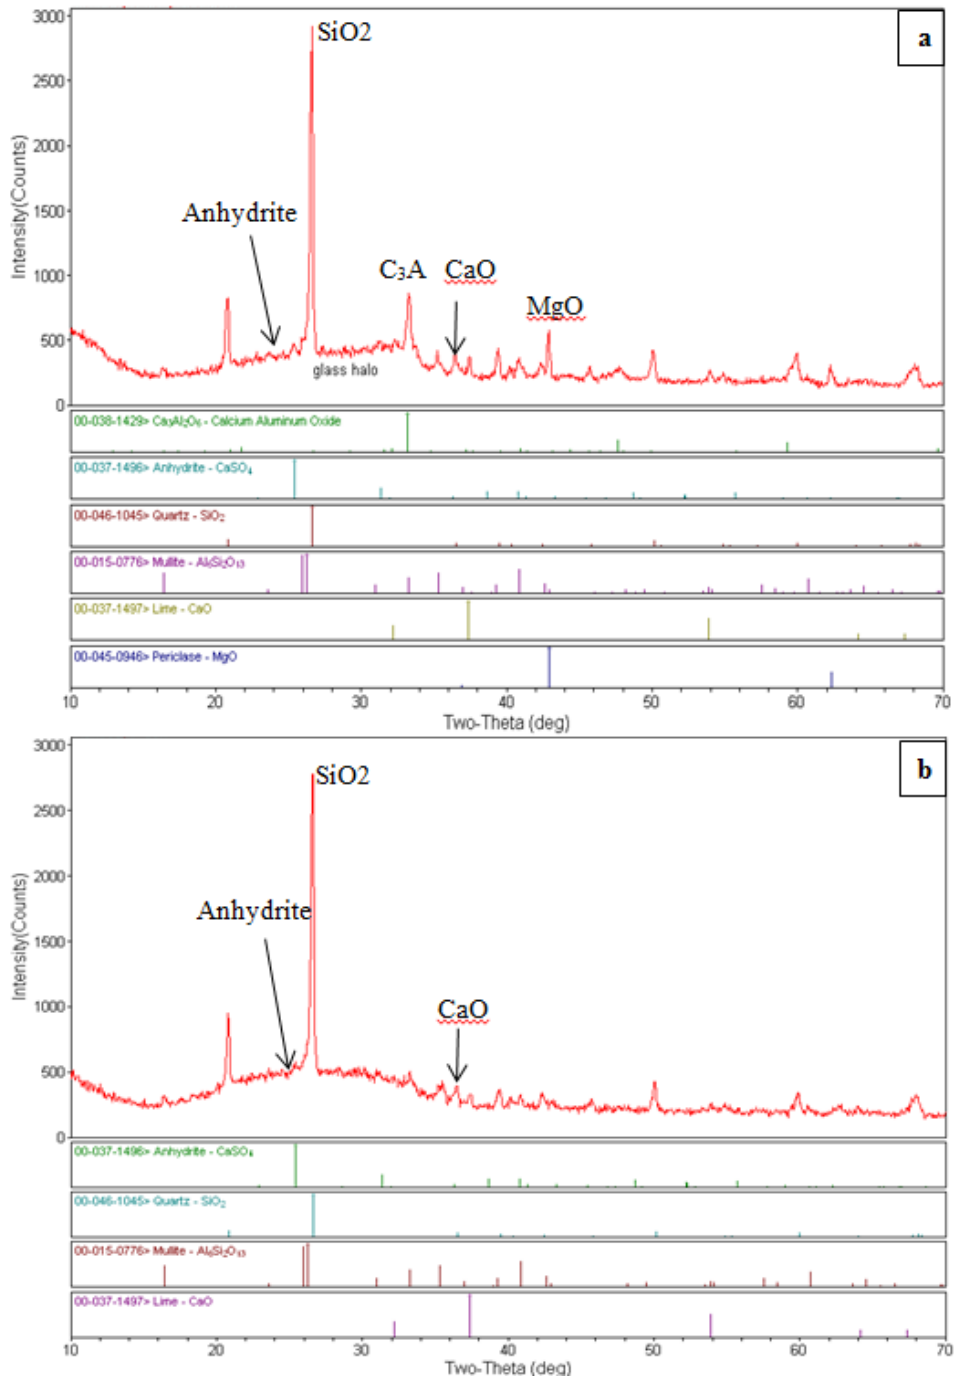 3000
a
SiO2
2500
2000
Intensity(Counts)
1500
Anhydrite
1000
C₃A
CaO
MgO
500
glass halo
0
00-038-1429> Ca₃Al₂O₆ - Calcium Aluminum Oxide
00-037-1496> Anhydrite - CaSO₄
00-046-1045> Quartz - SiO₂
00-015-0776> Mullite - Al₆Si₂O₁₃
00-037-1497> Lime - CaO
00-045-0946> Periclase - MgO
10 20 30 40 50 60 70
Two-Theta (deg)
3000
b
SiO2
2500
2000
Intensity(Counts)
Anhydrite
1500
1000
CaO
500
0
00-037-1496> Anhydrite - CaSO₄
00-046-1045> Quartz - SiO₂
00-015-0776> Mullite - Al₆Si₂O₁₃
00-037-1497> Lime - CaO
10 20 30 40 50 60 70
Two-Theta (deg)